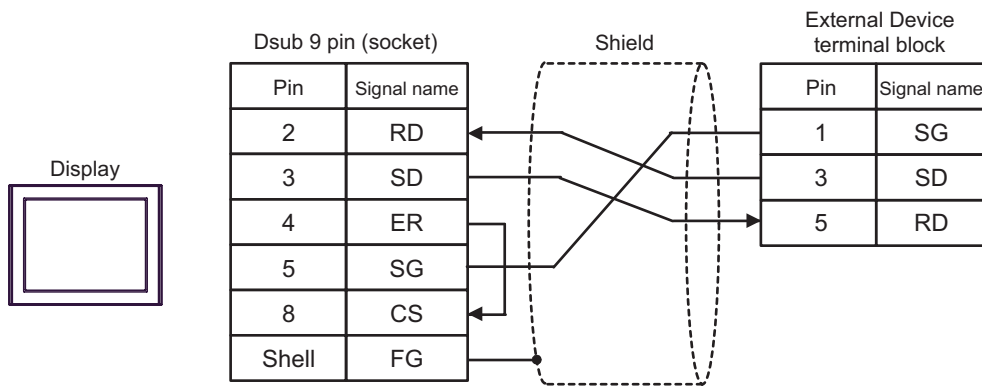 Display
Dsub 9 pin (socket)
Pin Signal name
2 RD
3 SD
4 ER
5 SG
8 CS
Shell FG
Shield
External Device
terminal block
Pin Signal name
1 SG
3 SD
5 RD